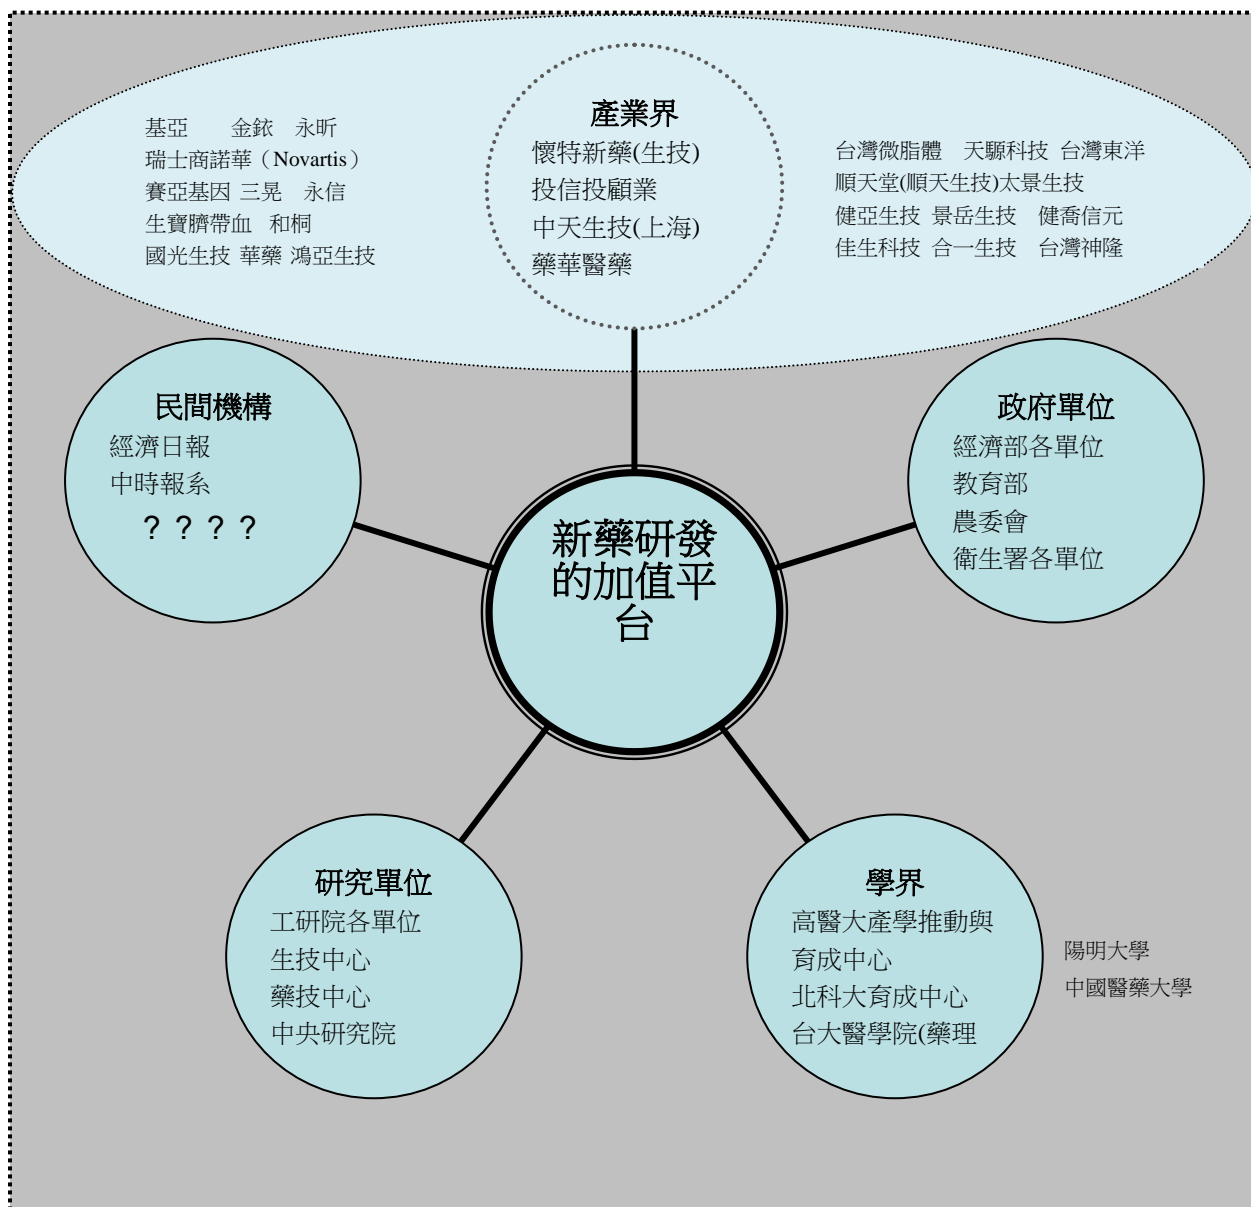 產業界
懷特新藥(生技)
投信投顧業
中天生技(上海)
藥華醫藥
基亞 金銥 永昕
瑞士商諾華（Novartis）
賽亞基因 三晃 永信
生寶臍帶血 和桐
國光生技 華藥 鴻亞生技
台灣微脂體 天騵科技 台灣東洋
順天堂(順天生技)太景生技
健亞生技 景岳生技 健喬信元
佳生科技 合一生技 台灣神隆
民間機構
經濟日報
中時報系
？？？？
政府單位
經濟部各單位
教育部
農委會
衛生署各單位
新藥研發
的加值平
台
研究單位
工研院各單位
生技中心
藥技中心
中央研究院
學界
高醫大產學推動與
育成中心
北科大育成中心
台大醫學院(藥理
陽明大學
中國醫藥大學